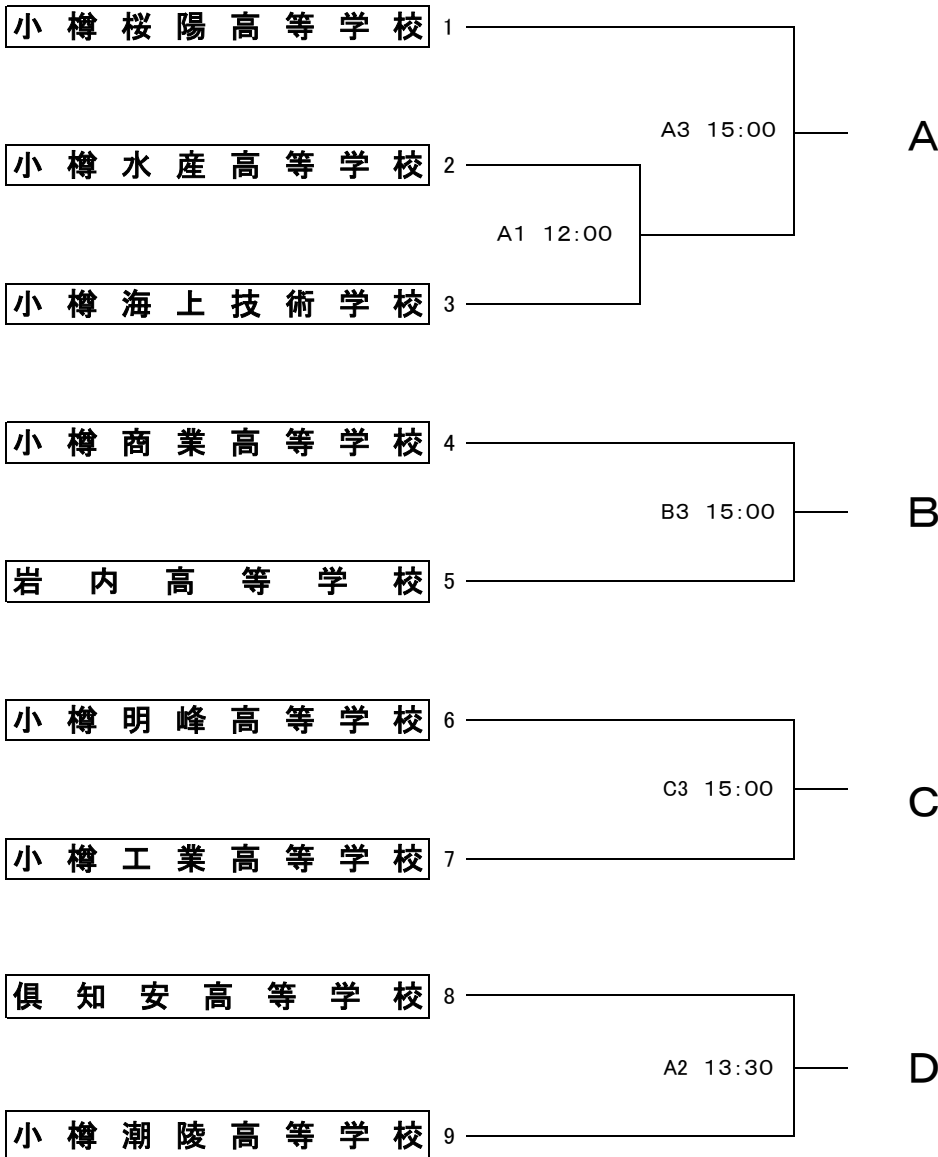 小樽桜陽高等学校 1
A3 15:00
A
小樽水産高等学校 2
A1 12:00
小樽海上技術学校 3
小樽商業高等学校 4
B3 15:00
B
岩内高等学校 5
小樽明峰高等学校 6
C3 15:00
C
小樽工業高等学校 7
倶知安高等学校 8
A2 13:30
D
小樽潮陵高等学校 9